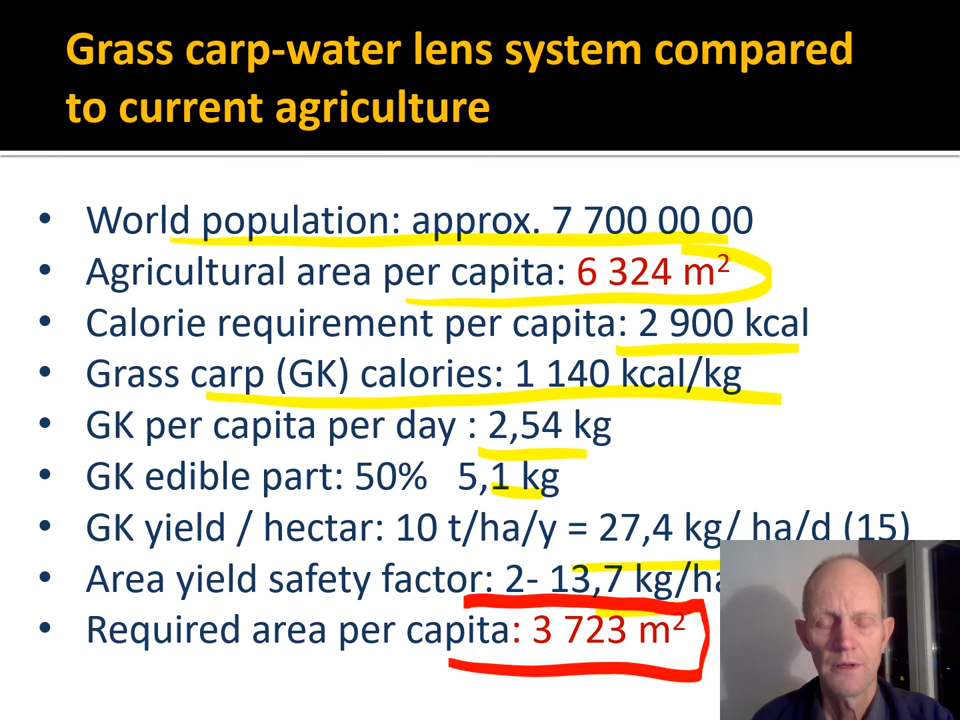 Grass carp-water lens system compared
to current agriculture
• World population: approx. 7 700 00 00
• Agricultural area per capita: 6 324 m²
• Calorie requirement per capita: 2 900 kcal
• Grass carp (GK) calories: 1 140 kcal/kg
• GK per capita per day : 2,54 kg
• GK edible part: 50% 5,1 kg
• GK yield / hectar: 10 t/ha/y = 27,4 kg/ ha/d (15)
• Area yield safety factor: 2- 13,7 kg/ha
• Required area per capita: 3 723 m²